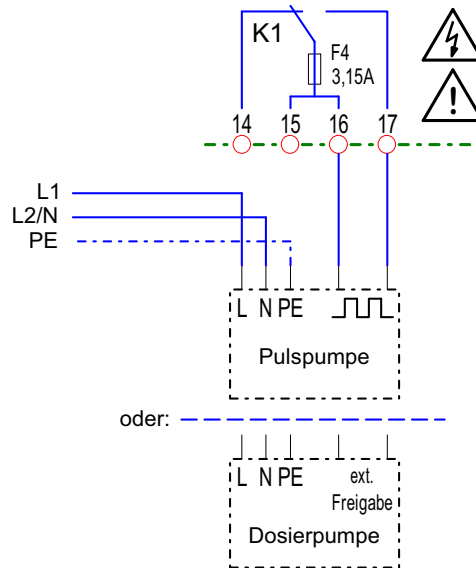 K1
F4
3,15A
14 15 16 17
L1
L2/N
PE
L N PE
Pulspumpe
oder:
L N PE ext.
Freigabe
Dosierpumpe